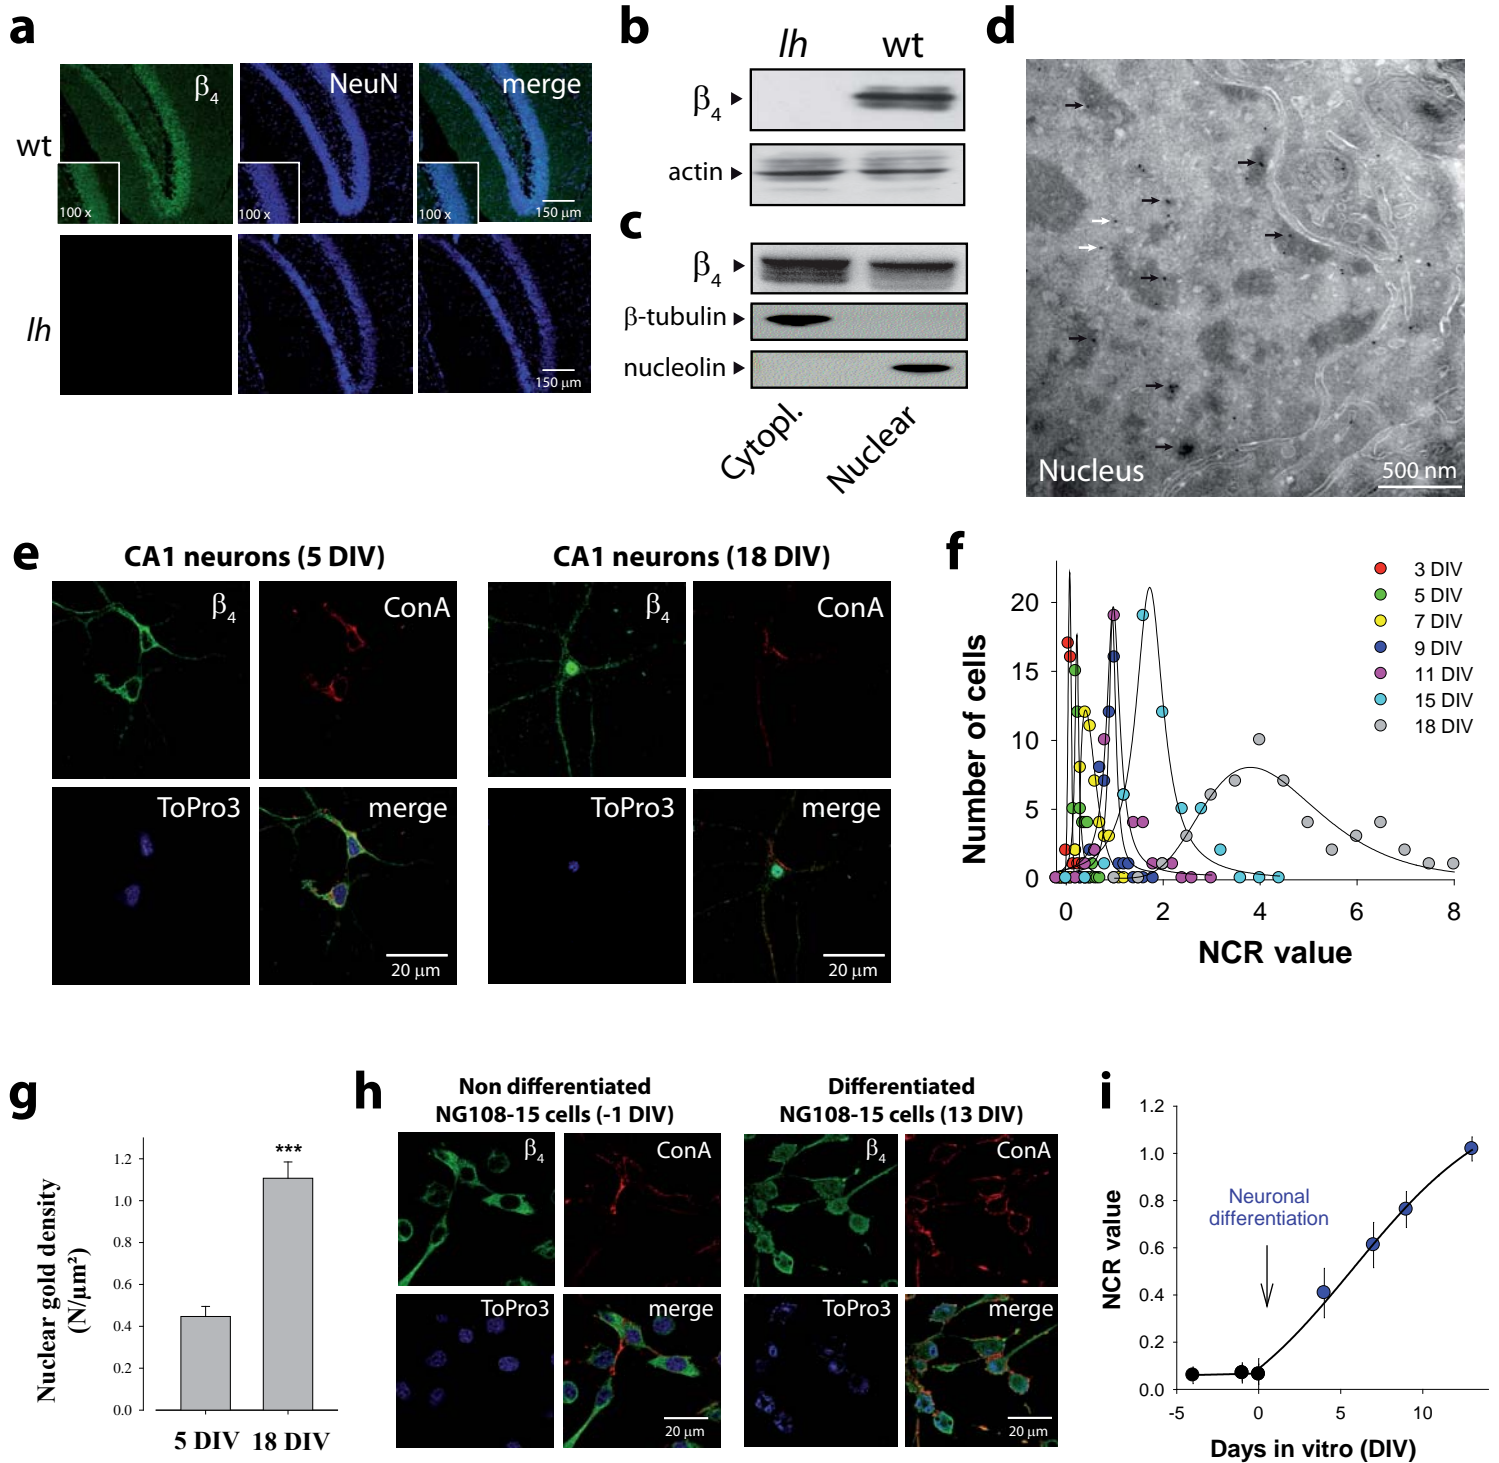 a
β4
NeuN
merge
wt
100 x
100 x
100 x
150 µm
lh
150 µm
b
lh
wt
β4
actin
c
β4
β-tubulin
nucleolin
Cytopl.
Nuclear
d
Nucleus
500 nm
e
CA1 neurons (5 DIV)
β4
ConA
ToPro3
merge
20 µm
CA1 neurons (18 DIV)
β4
ConA
ToPro3
merge
20 µm
f
Number of cells
20
15
10
5
0
0
2
4
6
8
NCR value
3 DIV
5 DIV
7 DIV
9 DIV
11 DIV
15 DIV
18 DIV
g
Nuclear gold density
(N/µm²)
1.2
1.0
0.8
0.6
0.4
0.2
0.0
***
5 DIV
18 DIV
h
Non differentiated
NG108-15 cells (-1 DIV)
β4
ConA
ToPro3
merge
20 µm
Differentiated
NG108-15 cells (13 DIV)
β4
ConA
ToPro3
merge
20 µm
i
NCR value
1.2
1.0
0.8
0.6
0.4
0.2
0.0
Neuronal
differentiation
-5
0
5
10
Days in vitro (DIV)